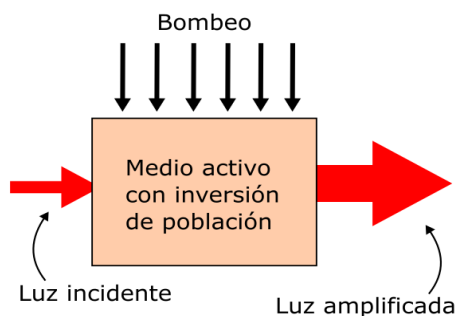 Bombeo
Medio activo
con inversión
de población
Luz incidente
Luz amplificada